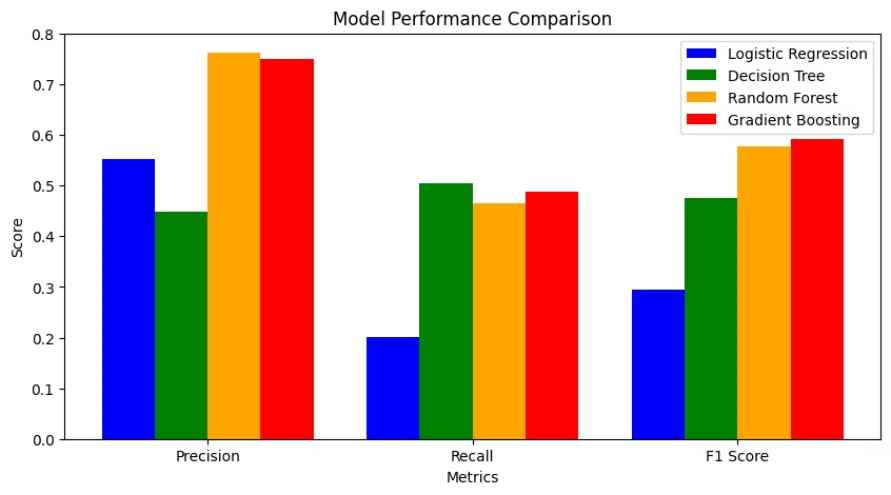 Model Performance Comparison
Logistic Regression
Decision Tree
Random Forest
Gradient Boosting
Score
0.8
0.7
0.6
0.5
0.4
0.3
0.2
0.1
0.0
Precision
Recall
F1 Score
Metrics